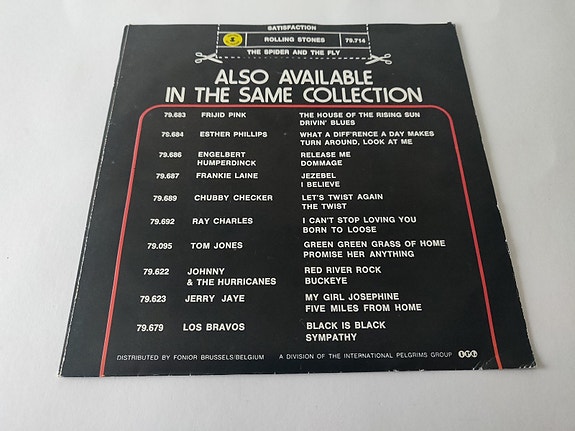 SATISFACTION
ROLLING STONES 79.714
THE SPIDER AND THE FLY
ALSO AVAILABLE
IN THE SAME COLLECTION
79.683 FRIJID PINK THE HOUSE OF THE RISING SUN
DRIVIN' BLUES
79.684 ESTHER PHILLIPS WHAT A DIFF'RENCE A DAY MAKES
TURN AROUND, LOOK AT ME
79.686 ENGELBERT RELEASE ME
HUMPERDINCK DOMMAGE
79.687 FRANKIE LAINE JEZEBEL
I BELIEVE
79.689 CHUBBY CHECKER LET'S TWIST AGAIN
THE TWIST
79.692 RAY CHARLES I CAN'T STOP LOVING YOU
BORN TO LOOSE
79.095 TOM JONES GREEN GREEN GRASS OF HOME
PROMISE HER ANYTHING
79.622 JOHNNY RED RIVER ROCK
& THE HURRICANES BUCKEYE
79.623 JERRY JAYE MY GIRL JOSEPHINE
FIVE MILES FROM HOME
79.679 LOS BRAVOS BLACK IS BLACK
SYMPATHY
DISTRIBUTED BY FONIOR BRUSSELS/BELGIUM A DIVISION OF THE INTERNATIONAL PELGRIMS GROUP